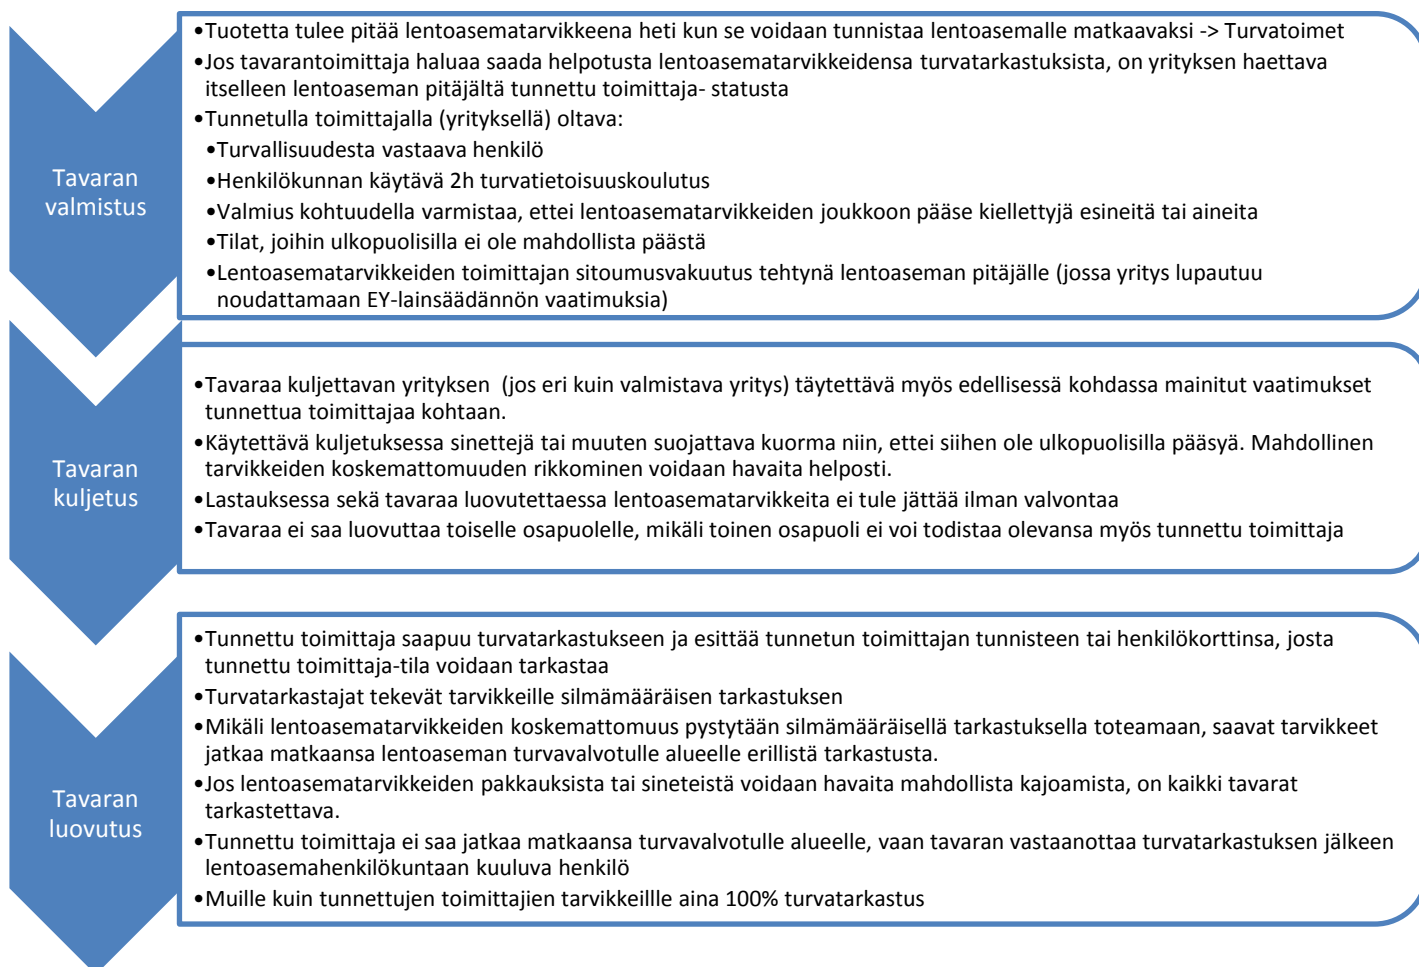 Tavaran
valmistus
•Tuotetta tulee pitää lentoasematarvikkeena heti kun se voidaan tunnistaa lentoasemalle matkaavaksi -> Turvatoimet
•Jos tavarantoimittaja haluaa saada helpotusta lentoasematarvikkeidensa turvatarkastuksista, on yrityksen haettava
itselleen lentoaseman pitäjältä tunnettu toimittaja- statusta
•Tunnetulla toimittajalla (yrityksellä) oltava:
•Turvallisuudesta vastaava henkilö
•Henkilökunnan käytävä 2h turvatietoisuuskoulutus
•Valmius kohtuudella varmistaa, ettei lentoasematarvikkeiden joukkoon pääse kiellettyjä esineitä tai aineita
•Tilat, joihin ulkopuolisilla ei ole mahdollista päästä
•Lentoasematarvikkeiden toimittajan sitoumusvakuutus tehtynä lentoaseman pitäjälle (jossa yritys lupautuu
noudattamaan EY-lainsäädännön vaatimuksia)
Tavaran
kuljetus
•Tavaraa kuljettavan yrityksen (jos eri kuin valmistava yritys) täytettävä myös edellisessä kohdassa mainitut vaatimukset
tunnettua toimittajaa kohtaan.
•Käytettävä kuljetuksessa sinettejä tai muuten suojattava kuorma niin, ettei siihen ole ulkopuolisilla pääsyä. Mahdollinen
tarvikkeiden koskemattomuuden rikkominen voidaan havaita helposti.
•Lastauksessa sekä tavaraa luovutettaessa lentoasematarvikkeita ei tule jättää ilman valvontaa
•Tavaraa ei saa luovuttaa toiselle osapuolelle, mikäli toinen osapuoli ei voi todistaa olevansa myös tunnettu toimittaja
Tavaran
luovutus
•Tunnettu toimittaja saapuu turvatarkastukseen ja esittää tunnetun toimittajan tunnisteen tai henkilökorttinsa, josta
tunnettu toimittaja-tila voidaan tarkastaa
•Turvatarkastajat tekevät tarvikkeille silmämääräisen tarkastuksen
•Mikäli lentoasematarvikkeiden koskemattomuus pystytään silmämääräisellä tarkastuksella toteamaan, saavat tarvikkeet
jatkaa matkaansa lentoaseman turvavalvotulle alueelle erillistä tarkastusta.
•Jos lentoasematarvikkeiden pakkauksista tai sineteistä voidaan havaita mahdollista kajoamista, on kaikki tavarat
tarkastettava.
•Tunnettu toimittaja ei saa jatkaa matkaansa turvavalvotulle alueelle, vaan tavaran vastaanottaa turvatarkastuksen jälkeen
lentoasemahenkilökuntaan kuuluva henkilö
•Muille kuin tunnettujen toimittajien tarvikkeillle aina 100% turvatarkastus